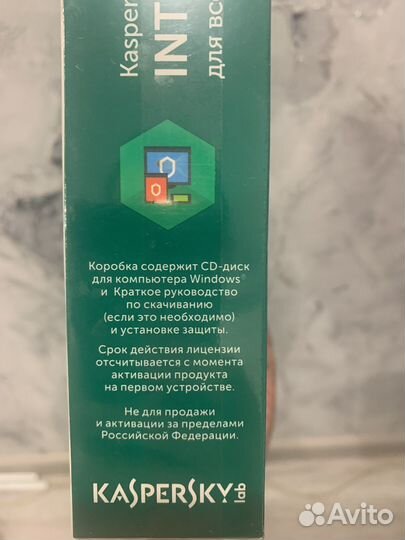 Kasper
INT
для вс
Коробка содержит CD-диск
для компьютера Windows®
и Краткое руководство
по скачиванию
(если это необходимо)
и установке защиты.
Срок действия лицензии
отсчитывается с момента
активации продукта
на первом устройстве.
Не для продажи
и активации за пределами
Российской Федерации.
KASPERSKY lab
Avito